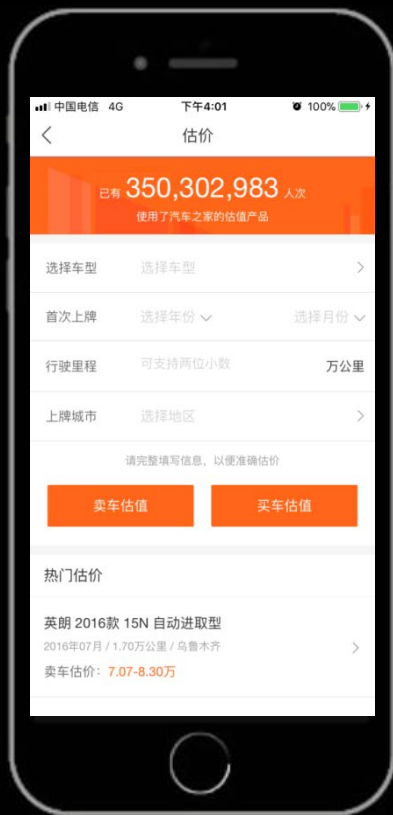 中国电信 4G 下午4:01 100%
估价
已有 350,302,983 人次
使用了汽车之家的估值产品
选择车型 选择车型
首次上牌 选择年份 选择月份
行驶里程 可支持两位小数 万公里
上牌城市 选择地区
请完整填写信息，以便准确估价
卖车估值 买车估值
热门估价
英朗 2016款 15N 自动进取型
2016年07月 / 1.70万公里 / 乌鲁木齐
卖车估价：7.07-8.30万